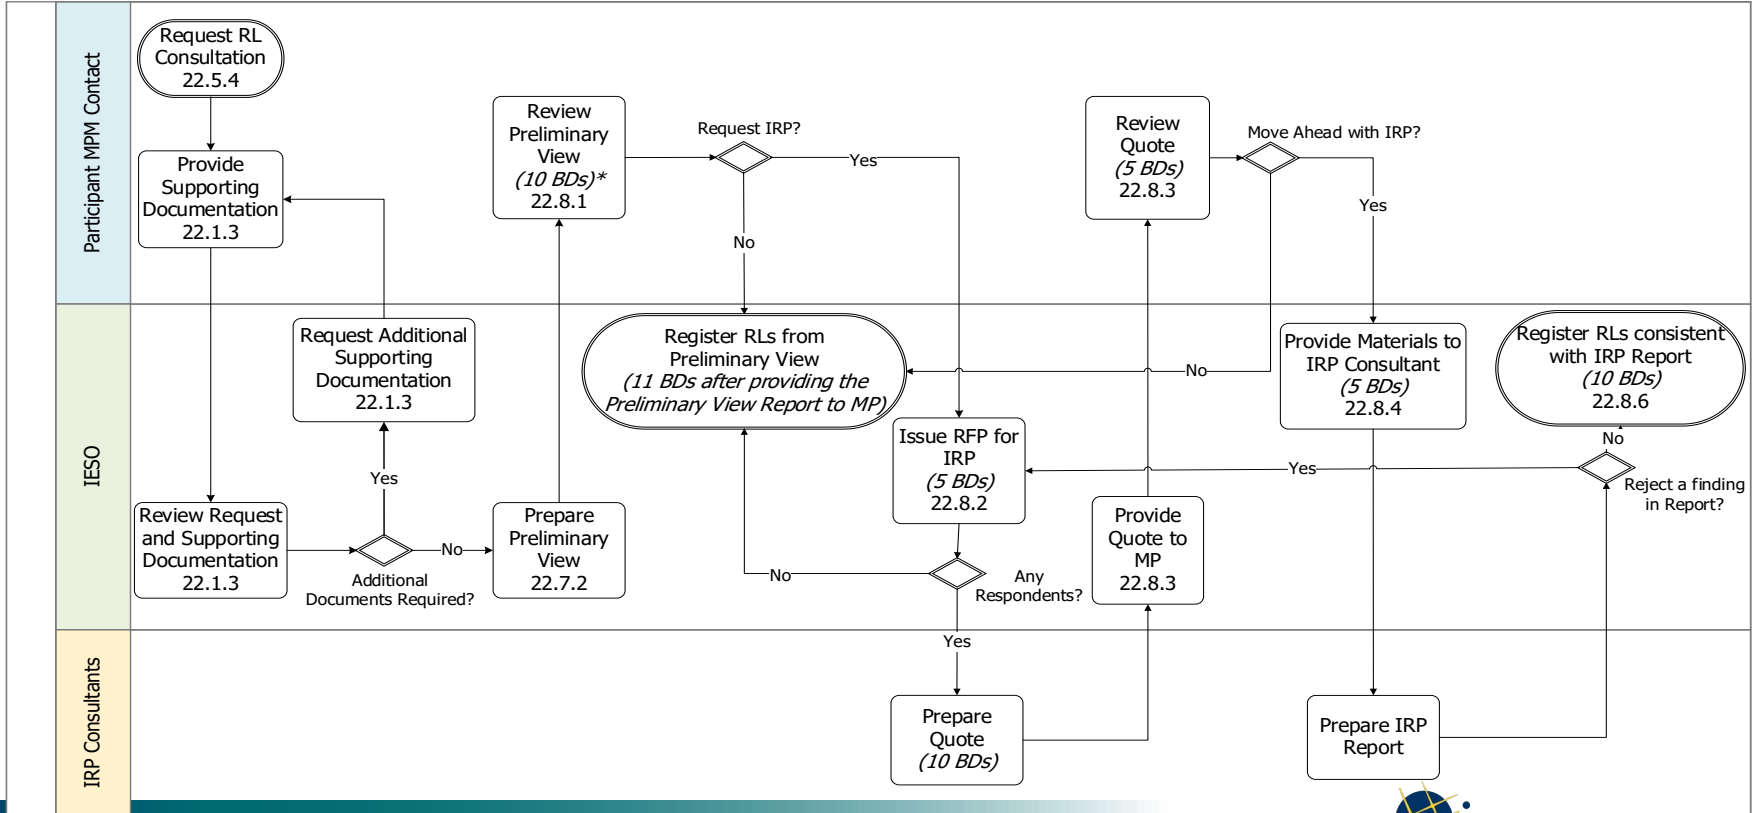 Participant MPM Contact
Request RL
Consultation
22.5.4
Provide
Supporting
Documentation
22.1.3
Review
Preliminary
View
(10 BDs)*
22.8.1
Request IRP?
Yes
No
Review
Quote
(5 BDs)
22.8.3
Move Ahead with IRP?
Yes
No
IESO
Request Additional
Supporting
Documentation
22.1.3
Yes
Review Request
and Supporting
Documentation
22.1.3
No
Additional
Documents Required?
Prepare
Preliminary
View
22.7.2
Register RLs from
Preliminary View
(11 BDs after providing the
Preliminary View Report to MP)
Issue RFP for
IRP
(5 BDs)
22.8.2
No
Any
Respondents?
Yes
Provide
Quote to
MP
22.8.3
Provide Materials to
IRP Consultant
(5 BDs)
22.8.4
Register RLs consistent
with IRP Report
(10 BDs)
22.8.6
No
Yes
Reject a finding
in Report?
IRP Consultants
Prepare
Quote
(10 BDs)
Prepare IRP
Report